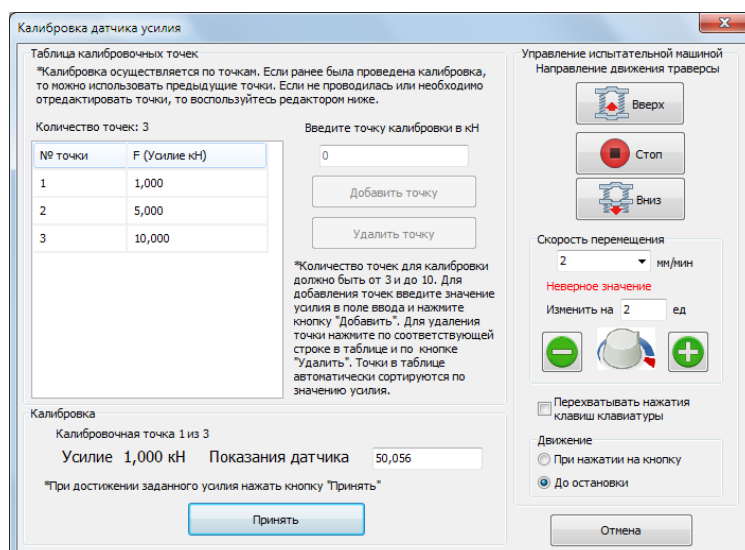 Калибровка датчика усилия
Таблица калибровочных точек
*Калибровка осуществляется по точкам. Если ранее была проведена калибровка,
то можно использовать предыдущие точки. Если не проводилась или необходимо
отредактировать точки, то воспользуйтесь редактором ниже.
Количество точек: 3
№ точки F (Усилие кН)
1 1,000
2 5,000
3 10,000
Введите точку калибровки в кН
0
Добавить точку
Удалить точку
*Количество точек для калибровки
должно быть от 3 и до 10. Для
добавления точек введите значение
усилия в поле ввода и нажмите
кнопку "Добавить". Для удаления
точки нажмите по соответствующей
строке в таблице и по кнопке
"Удалить". Точки в таблице
автоматически сортируются по
значению усилия.
Калибровка
Калибровочная точка 1 из 3
Усилие 1,000 кН Показания датчика 50,056
*При достижении заданного усилия нажать кнопку "Принять"
Принять
Управление испытательной машиной
Направление движения траверсы
Вверх
Стоп
Вниз
Скорость перемещения
2 мм/мин
Неверное значение
Изменить на 2 ед
Перехватывать нажатия
клавиш клавиатуры
Движение
При нажатии на кнопку
До остановки
Отмена